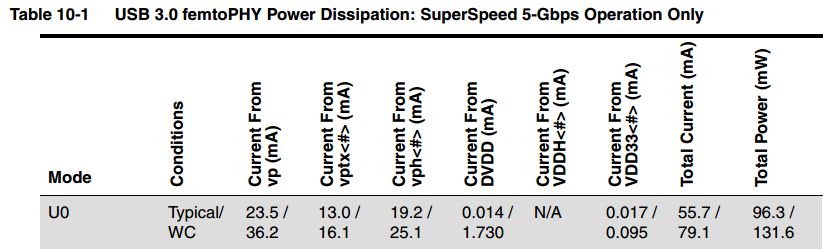 Table 10-1 USB 3.0 femtoPHY Power Dissipation: SuperSpeed 5-Gbps Operation Only
Mode
Conditions
Current From
vp (mA)
Current From
vptx<#> (mA)
Current From
vph<#> (mA)
Current From
DVDD (mA)
Current From
VDDH<#> (mA)
Current From
VDD33<#> (mA)
Total Current (mA)
Total Power (mW)
U0 Typical/ 23.5 / 13.0 / 19.2 / 0.014 / N/A 0.017 / 55.7 / 96.3 /
WC 36.2 16.1 25.1 1.730 0.095 79.1 131.6